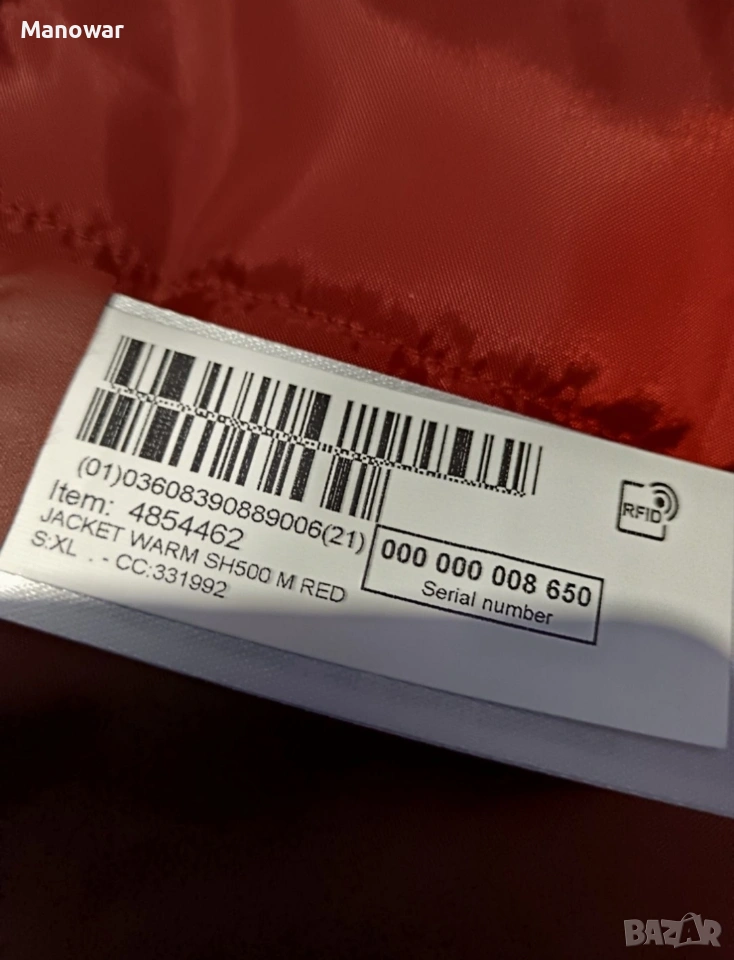 Manowar
(01)03608390889006(21)
Item: 4854462
JACKET WARM SH500 M RED
S:XL . - CC:331992
000 000 008 650
Serial number
RFID
BAZAR